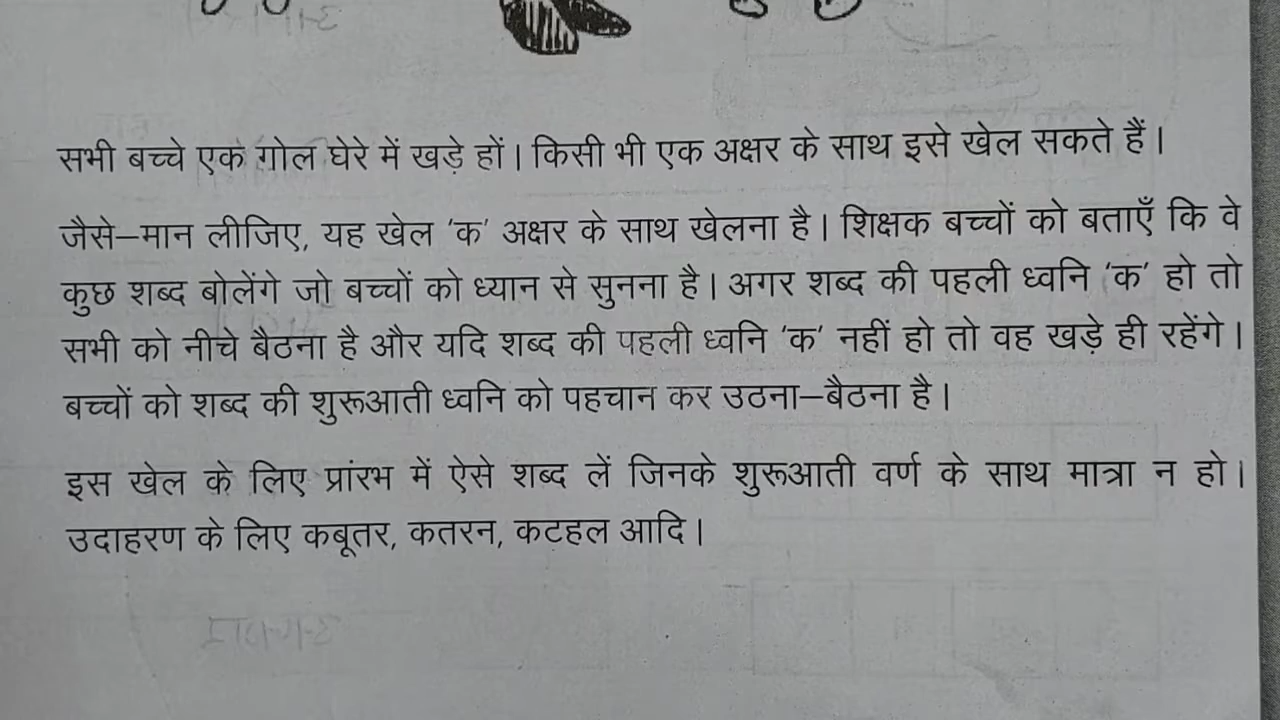 सभी बच्चे एक गोल घेरे में खड़े हों। किसी भी एक अक्षर के साथ इसे खेल सकते हैं।
जैसे–मान लीजिए, यह खेल ‘क’ अक्षर के साथ खेलना है। शिक्षक बच्चों को बताएँ कि वे
कुछ शब्द बोलेंगे जो बच्चों को ध्यान से सुनना है। अगर शब्द की पहली ध्वनि ‘क’ हो तो
सभी को नीचे बैठना है और यदि शब्द की पहली ध्वनि ‘क’ नहीं हो तो वह खड़े ही रहेंगे।
बच्चों को शब्द की शुरूआती ध्वनि को पहचान कर उठना–बैठना है।
इस खेल के लिए प्रांरभ में ऐसे शब्द लें जिनके शुरूआती वर्ण के साथ मात्रा न हो।
उदाहरण के लिए कबूतर, कतरन, कटहल आदि।